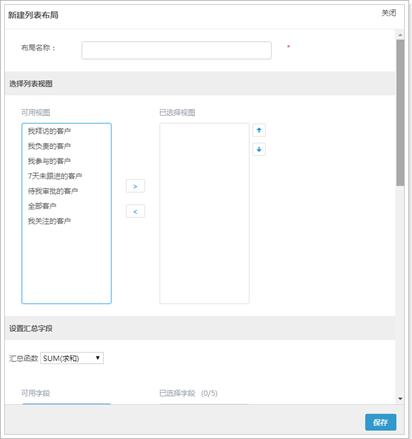 新建列表布局
关闭
布局名称：
*
选择列表视图
可用视图
已选择视图
我拜访的客户
我负责的客户
我参与的客户
7天未跟进的客户
待我审批的客户
全部客户
我关注的客户
>
<
设置汇总字段
汇总函数 SUM(求和)
可用字段
已选择字段 (0/5)
保存